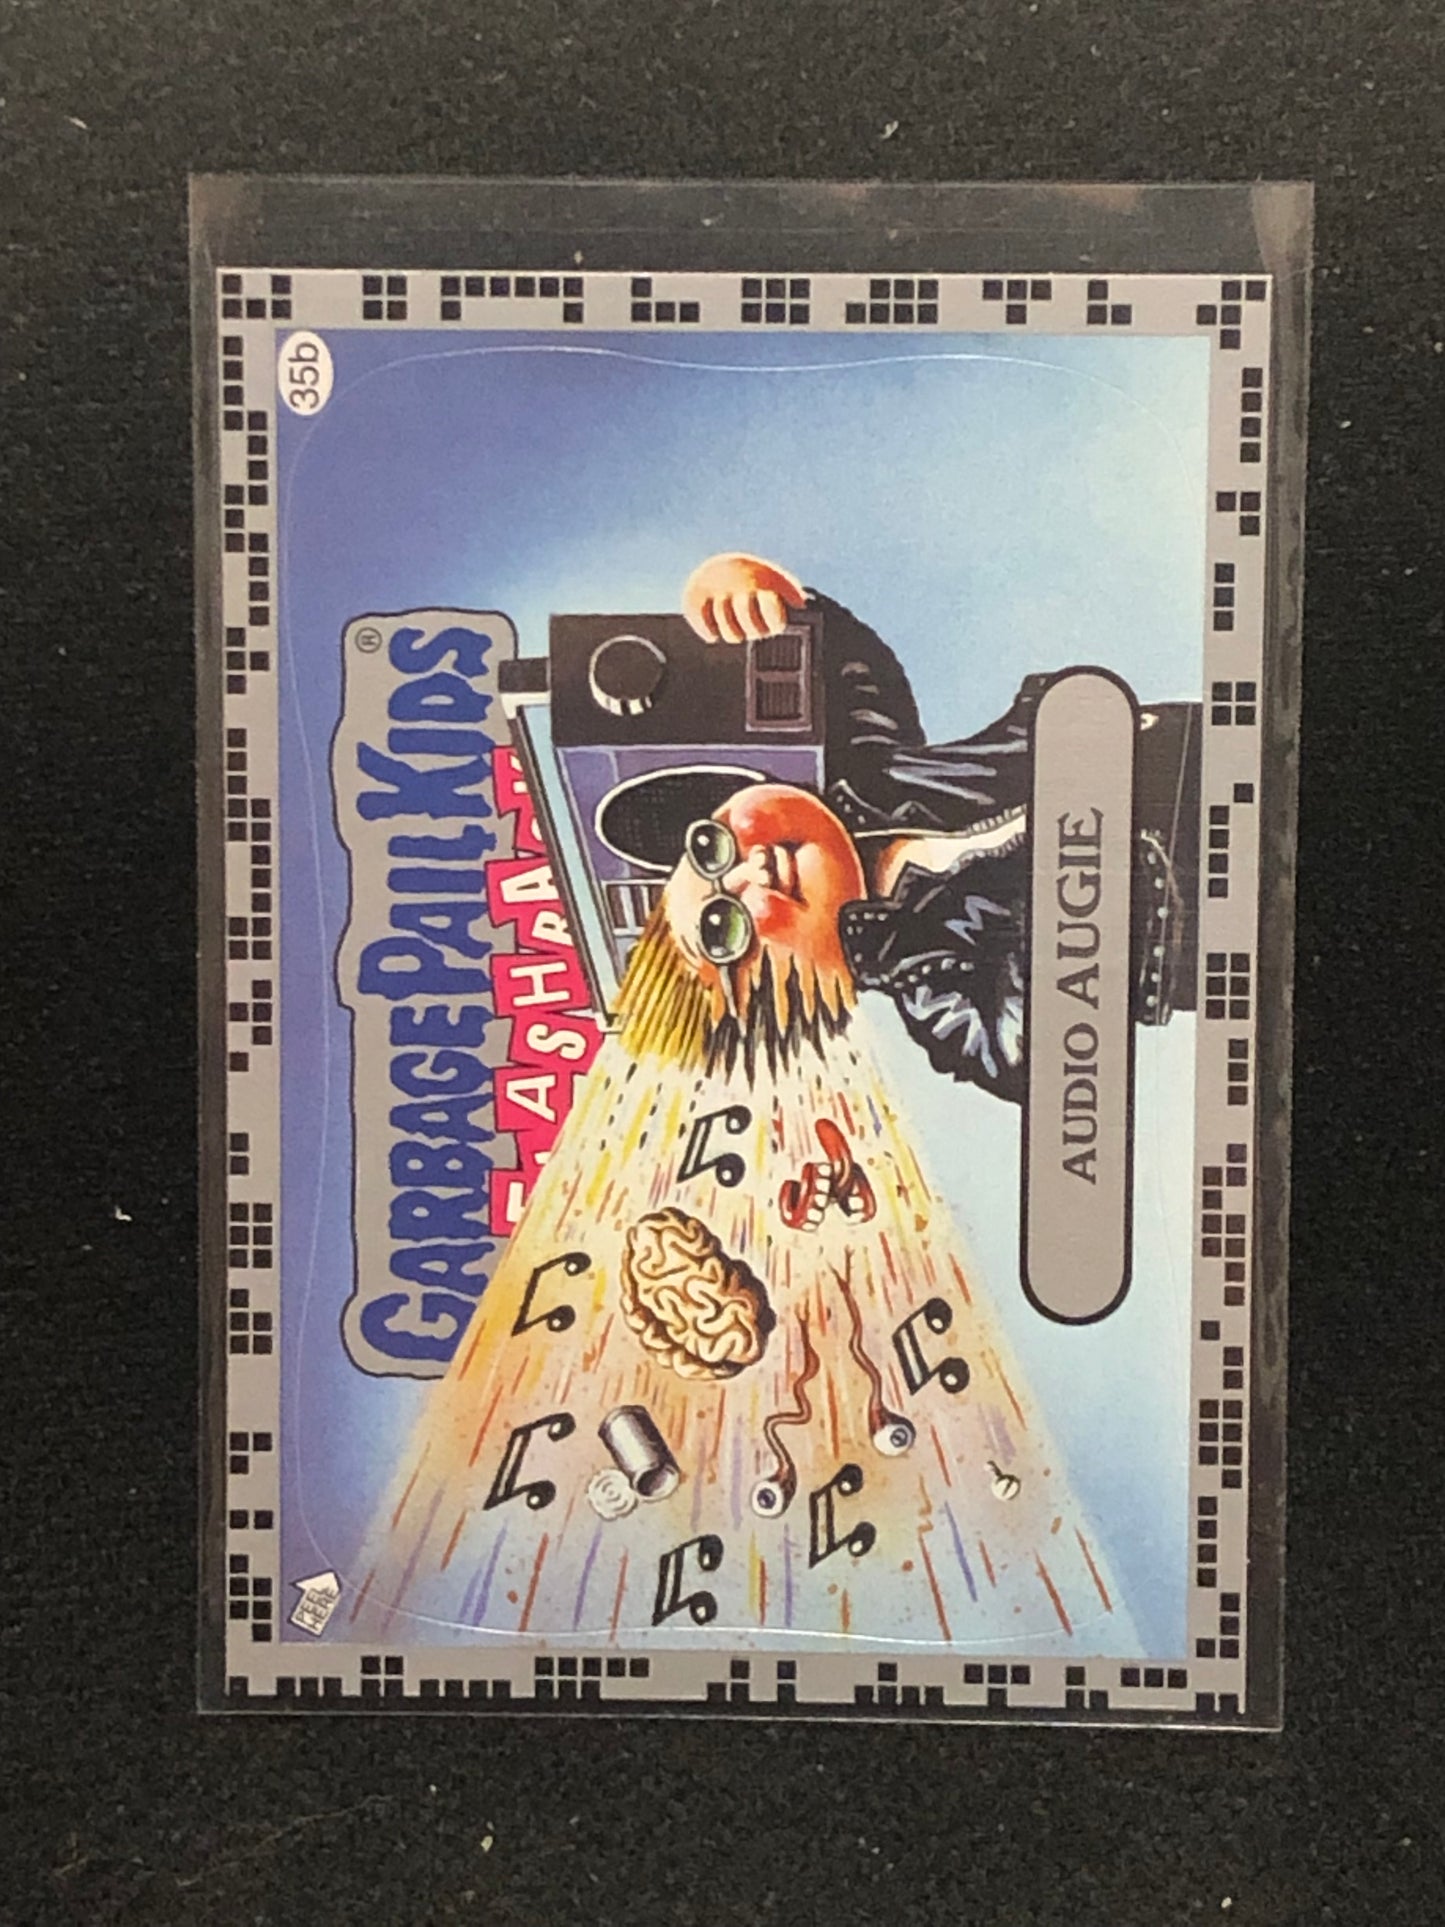 35b
GARBAGE PAIL KIDS®
FLASHBACK
AUDIO AUGIE
PEEL
HERE